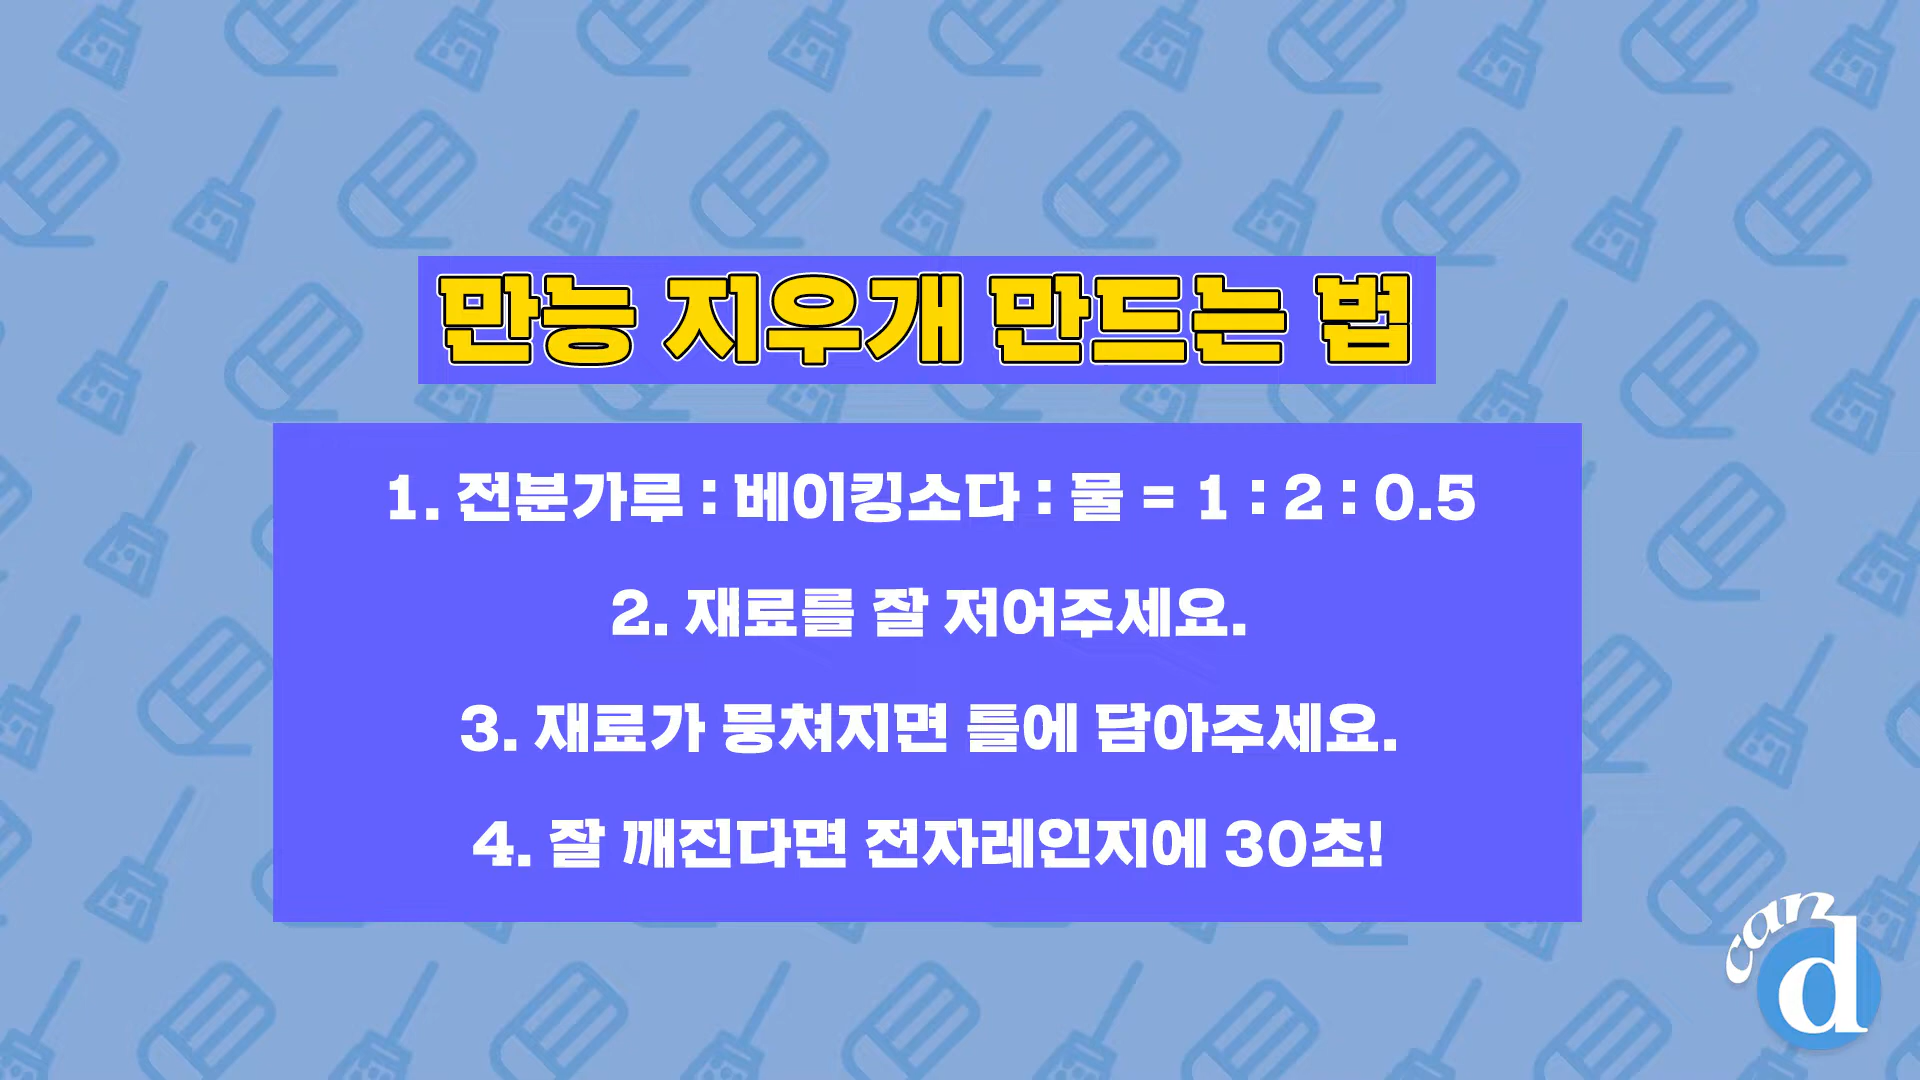 만능 지우개 만드는 법
1. 전분가루 : 베이킹소다 : 물 = 1 : 2 : 0.5
2. 재료를 잘 저어주세요.
3. 재료가 뭉쳐지면 틀에 담아주세요.
4. 잘 깨진다면 전자레인지에 30초!
can
d